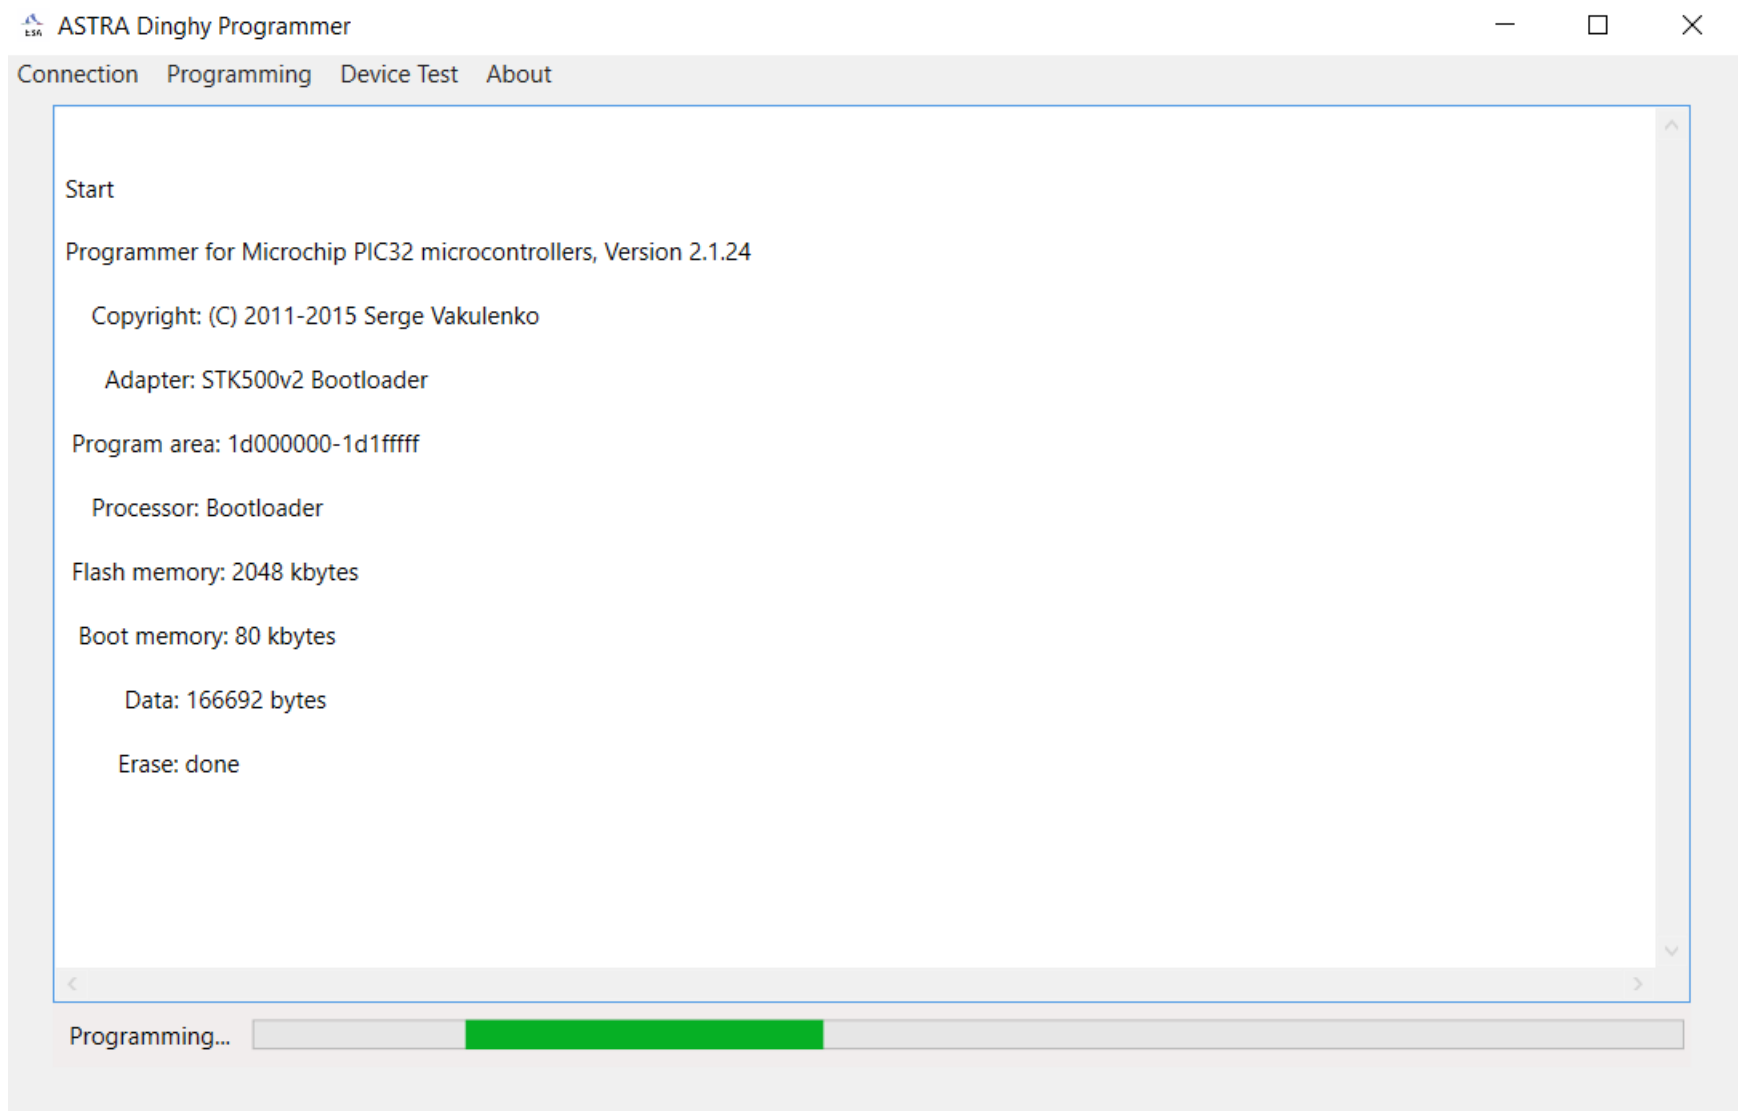 ESA ASTRA Dinghy Programmer
Connection Programming Device Test About
Start
Programmer for Microchip PIC32 microcontrollers, Version 2.1.24
Copyright: (C) 2011-2015 Serge Vakulenko
Adapter: STK500v2 Bootloader
Program area: 1d000000-1d1fffff
Processor: Bootloader
Flash memory: 2048 kbytes
Boot memory: 80 kbytes
Data: 166692 bytes
Erase: done
Programming...